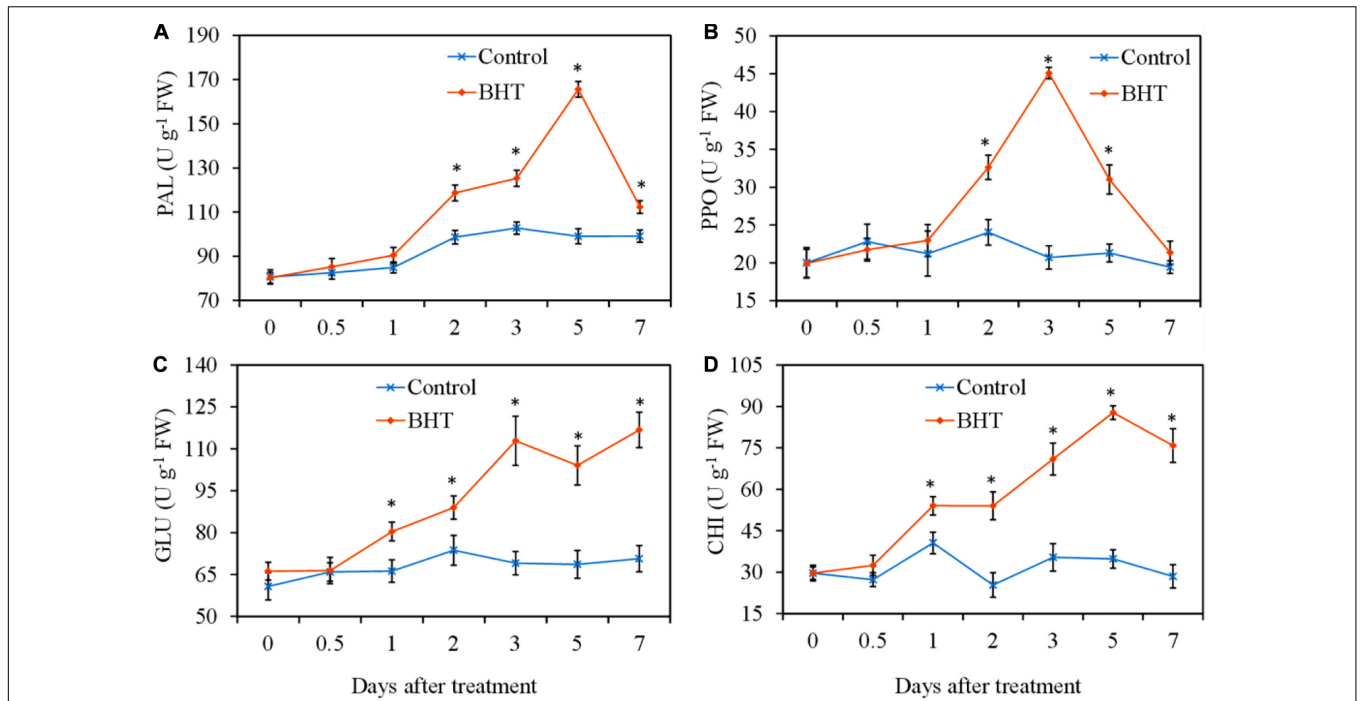 A
PAL (U g-1 FW)
190
170
150
130
110
90
70
Control
BHT
*
*
*
*
0 0.5 1 2 3 5 7
B
PPO (U g-1 FW)
50
45
40
35
30
25
20
15
Control
BHT
*
*
*
0 0.5 1 2 3 5 7
C
GLU (U g-1 FW)
140
125
110
95
80
65
50
Control
BHT
*
*
*
*
*
0 0.5 1 2 3 5 7
Days after treatment
D
CHI (U g-1 FW)
105
90
75
60
45
30
15
Control
BHT
*
*
*
*
*
0 0.5 1 2 3 5 7
Days after treatment